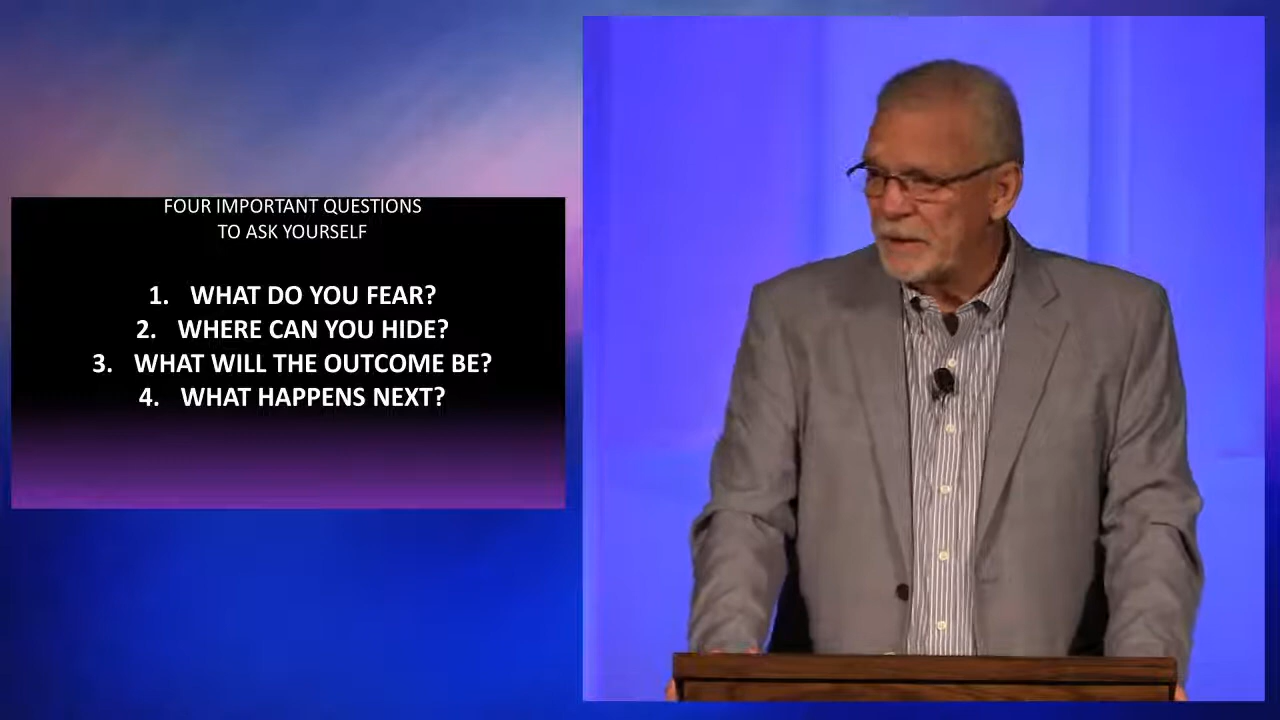 FOUR IMPORTANT QUESTIONS
TO ASK YOURSELF
1. WHAT DO YOU FEAR?
2. WHERE CAN YOU HIDE?
3. WHAT WILL THE OUTCOME BE?
4. WHAT HAPPENS NEXT?